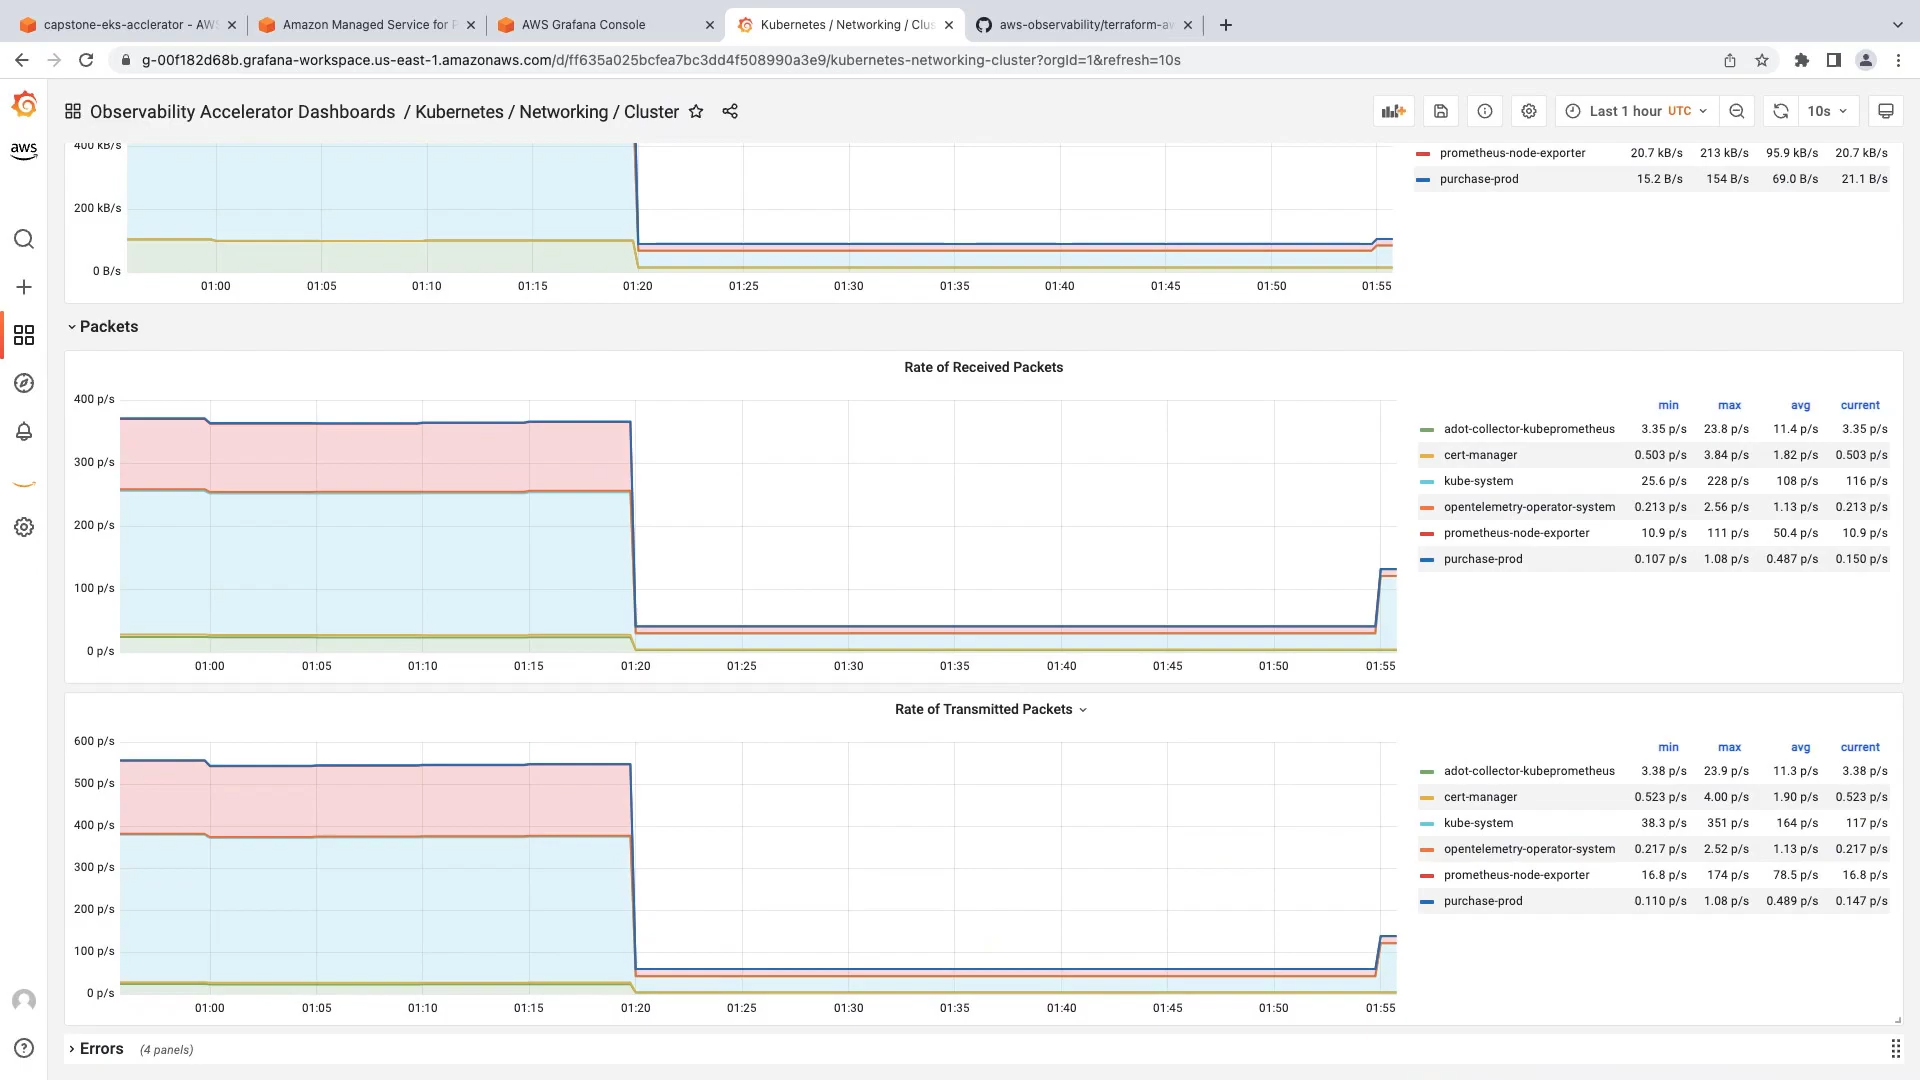 capstone-eks-acclerator - AWS
Amazon Managed Service for P
AWS Grafana Console
Kubernetes / Networking / Clus
aws-observability/terraform-aw
g-00f182d68b.grafana-workspace.us-east-1.amazonaws.com/d/ff635a025bcfea7bc3dd4f508990a3e9/kubernetes-networking-cluster?orgId=1&refresh=10s
aws
Observability Accelerator Dashboards / Kubernetes / Networking / Cluster
Last 1 hour UTC
10s
400 kB/s
200 kB/s
0 B/s
01:00 01:05 01:10 01:15 01:20 01:25 01:30 01:35 01:40 01:45 01:50 01:55
prometheus-node-exporter 20.7 kB/s 213 kB/s 95.9 kB/s 20.7 kB/s
purchase-prod 15.2 B/s 154 B/s 69.0 B/s 21.1 B/s
Packets
Rate of Received Packets
400 p/s
300 p/s
200 p/s
100 p/s
0 p/s
01:00 01:05 01:10 01:15 01:20 01:25 01:30 01:35 01:40 01:45 01:50 01:55
min max avg current
adot-collector-kubeprometheus 3.35 p/s 23.8 p/s 11.4 p/s 3.35 p/s
cert-manager 0.503 p/s 3.84 p/s 1.82 p/s 0.503 p/s
kube-system 25.6 p/s 228 p/s 108 p/s 116 p/s
opentelemetry-operator-system 0.213 p/s 2.56 p/s 1.13 p/s 0.213 p/s
prometheus-node-exporter 10.9 p/s 111 p/s 50.4 p/s 10.9 p/s
purchase-prod 0.107 p/s 1.08 p/s 0.487 p/s 0.150 p/s
Rate of Transmitted Packets
600 p/s
500 p/s
400 p/s
300 p/s
200 p/s
100 p/s
0 p/s
01:00 01:05 01:10 01:15 01:20 01:25 01:30 01:35 01:40 01:45 01:50 01:55
min max avg current
adot-collector-kubeprometheus 3.38 p/s 23.9 p/s 11.3 p/s 3.38 p/s
cert-manager 0.523 p/s 4.00 p/s 1.90 p/s 0.523 p/s
kube-system 38.3 p/s 351 p/s 164 p/s 117 p/s
opentelemetry-operator-system 0.217 p/s 2.52 p/s 1.13 p/s 0.217 p/s
prometheus-node-exporter 16.8 p/s 174 p/s 78.5 p/s 16.8 p/s
purchase-prod 0.110 p/s 1.08 p/s 0.489 p/s 0.147 p/s
Errors (4 panels)